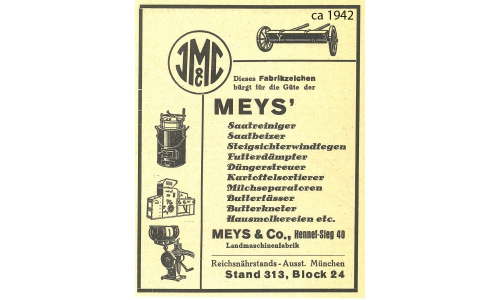 ca 1942
JMC&
Dieses Fabrikzeichen
bürgt für die Güte der
MEYS'
Saatreiniger
Saatbeizer
Steigsichterwindfegen
Futterdämpfer
Düngerstreuer
Kartoffelsortierer
Milchseparatoren
Butterfässer
Butterkneter
Hausmolkereien etc.
MEYS & Co., Hennef-Sieg 40
Landmaschinenfabrik
Reichsnährstands - Ausst. München
Stand 313, Block 24